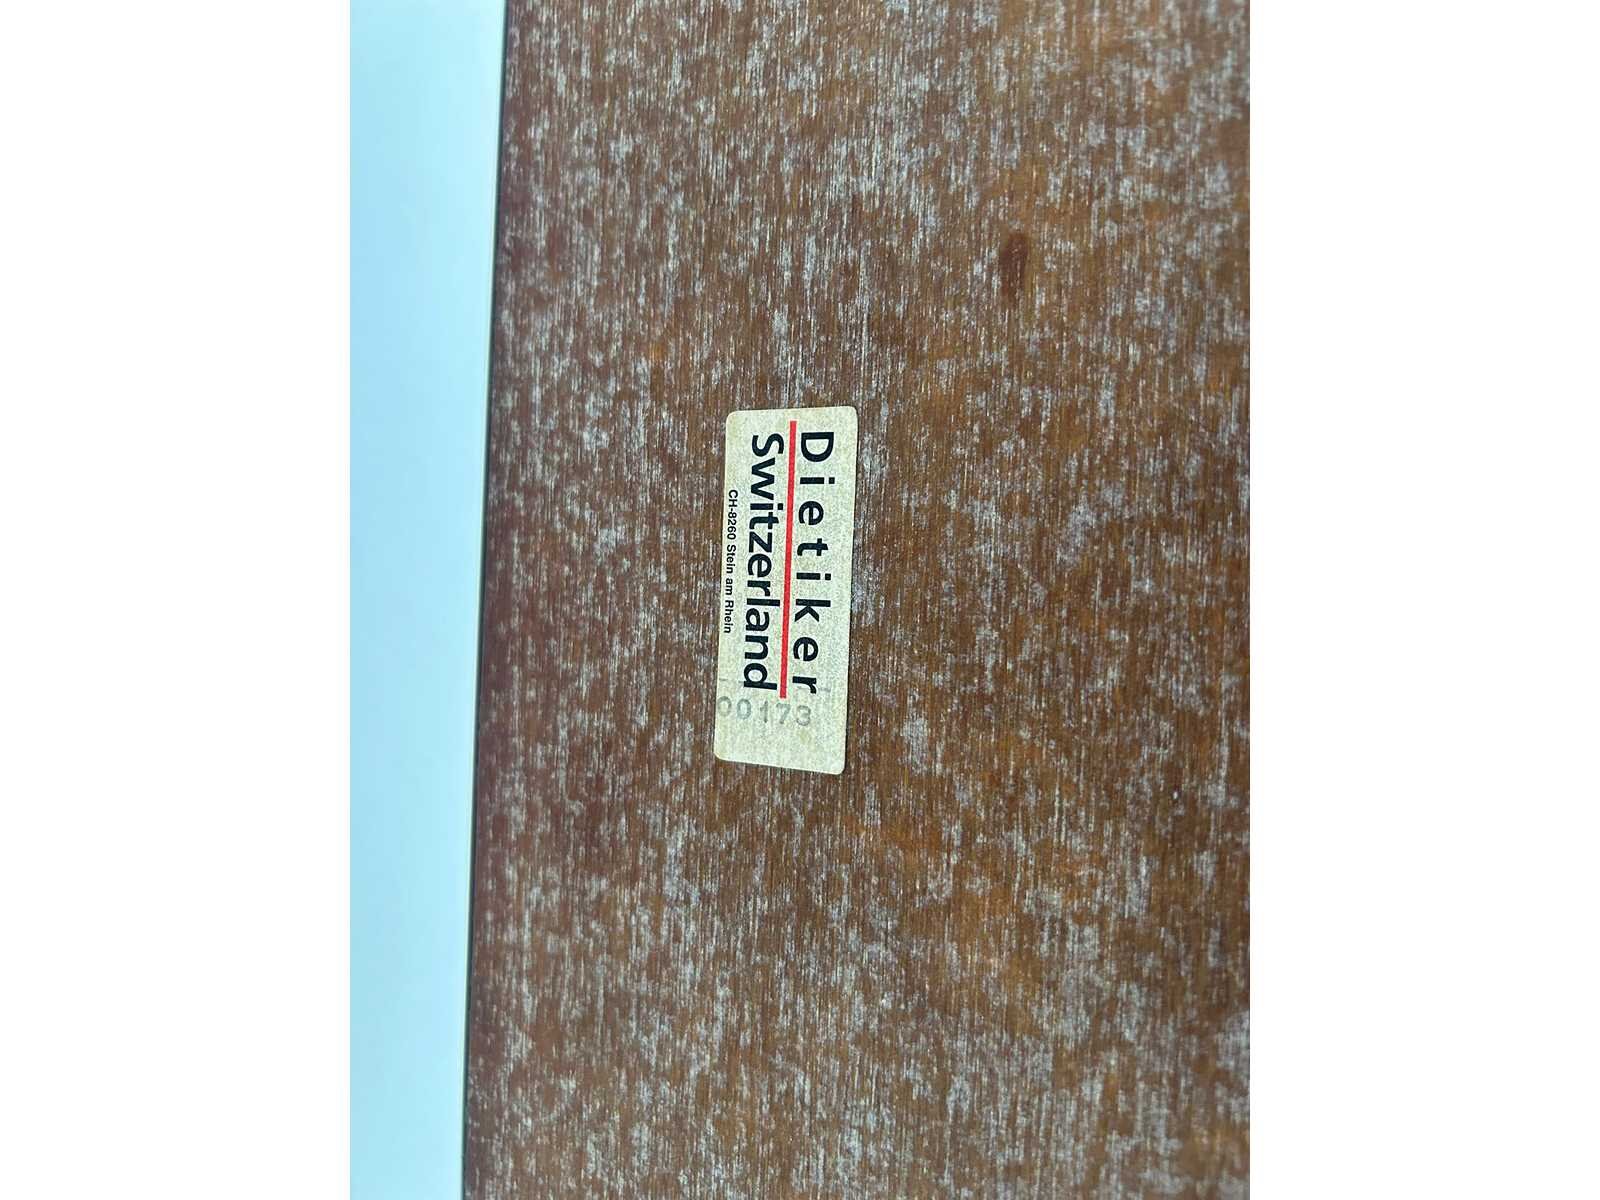 Dietiker
Switzerland
CH-8260 Stein am Rhein
00173